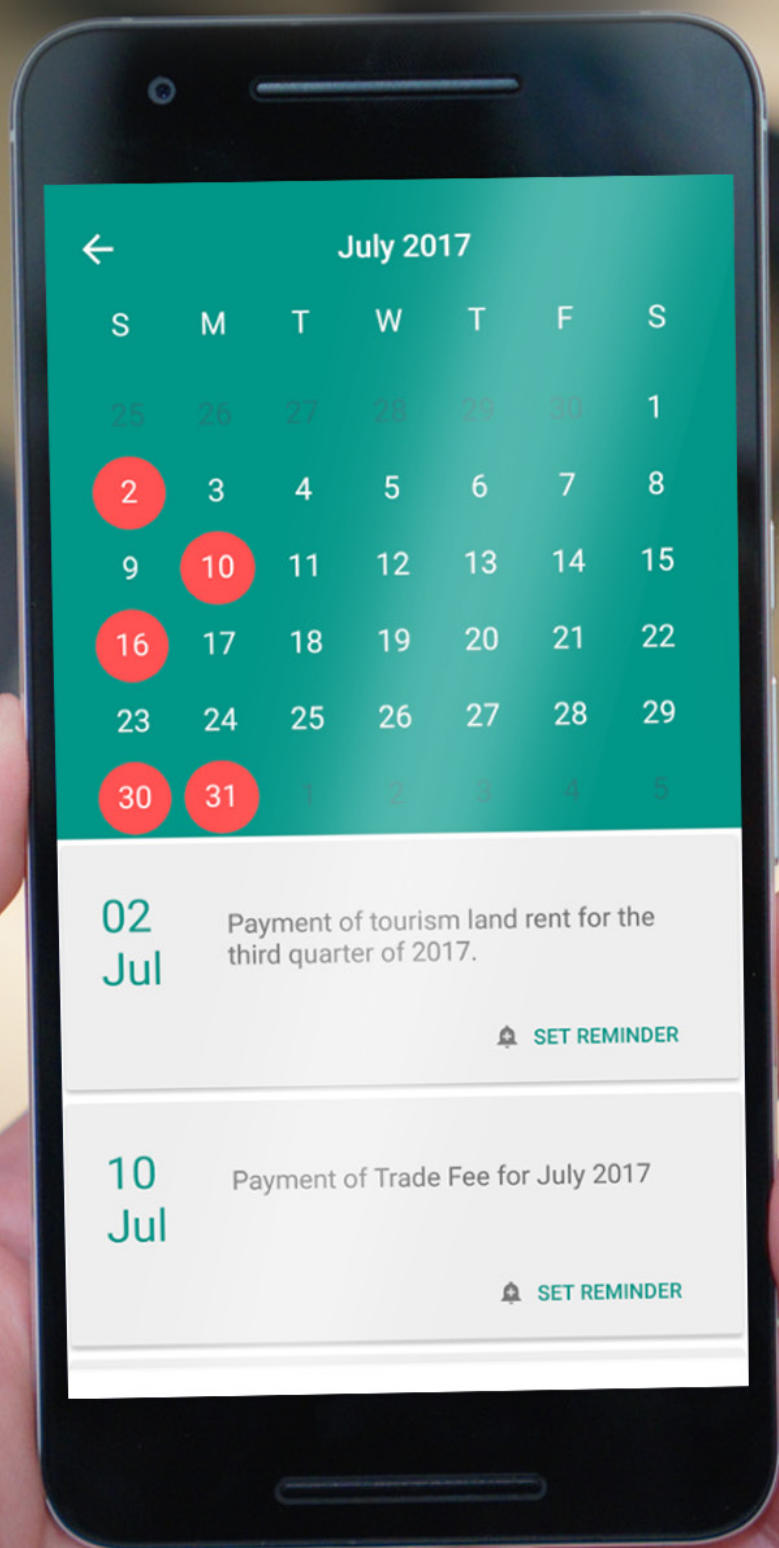 July 2017
S M T W T F S
25 26 27 28 29 30 1
2 3 4 5 6 7 8
9 10 11 12 13 14 15
16 17 18 19 20 21 22
23 24 25 26 27 28 29
30 31 1 2 3 4 5
02
Jul
Payment of tourism land rent for the
third quarter of 2017.
SET REMINDER
10
Jul
Payment of Trade Fee for July 2017
SET REMINDER